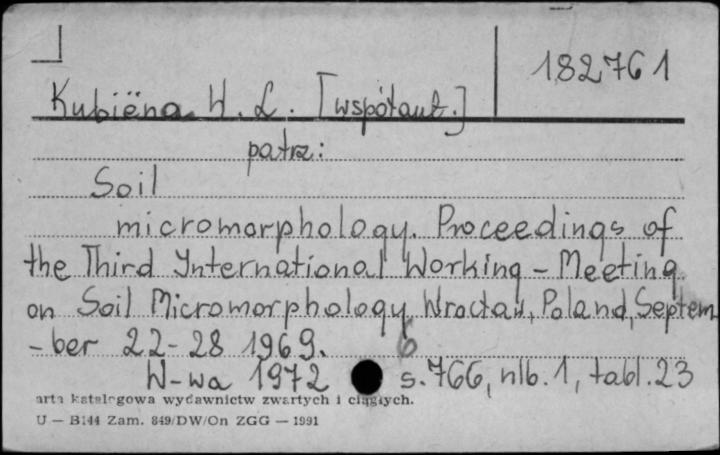 182761
Kubiëna W. L. [współaut.]
patrz:
Soil
micromorphology. Proceedings of
the Third International Working - Meeting
on Soil Micromorphology, Wrocław, Poland, Septem
-ber 22-28 1969.
W-wa 1972 s. 766, nlb. 1, tabl. 23
arta katalogowa wydawnictw zwartych i ciągłych.
U — B144 Zam. 849/DW/On ZGG — 1991